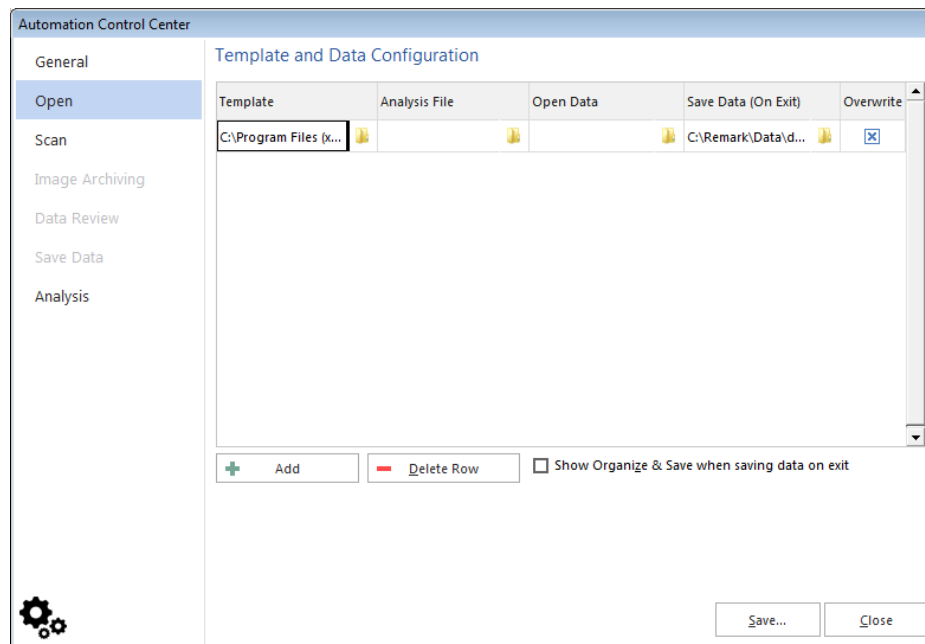 Automation Control Center
General
Open
Scan
Image Archiving
Data Review
Save Data
Analysis
Template and Data Configuration
Template Analysis File Open Data Save Data (On Exit) Overwrite
C:\Program Files (x... C:\Remark\Data\d...
Add Delete Row Show Organize & Save when saving data on exit
Save... Close